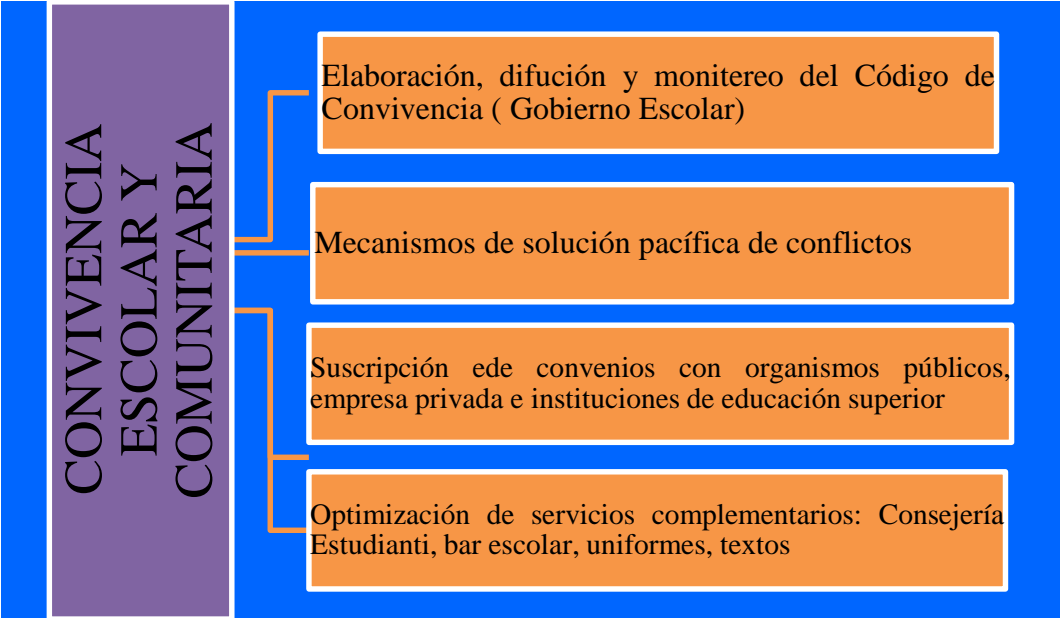 CONVIVENCIA
ESCOLAR Y
COMUNITARIA
Elaboración, difución y monitereo del Código de
Convivencia ( Gobierno Escolar)
Mecanismos de solución pacífica de conflictos
Suscripción ede convenios con organismos públicos,
empresa privada e instituciones de educación superior
Optimización de servicios complementarios: Consejería
Estudianti, bar escolar, uniformes, textos